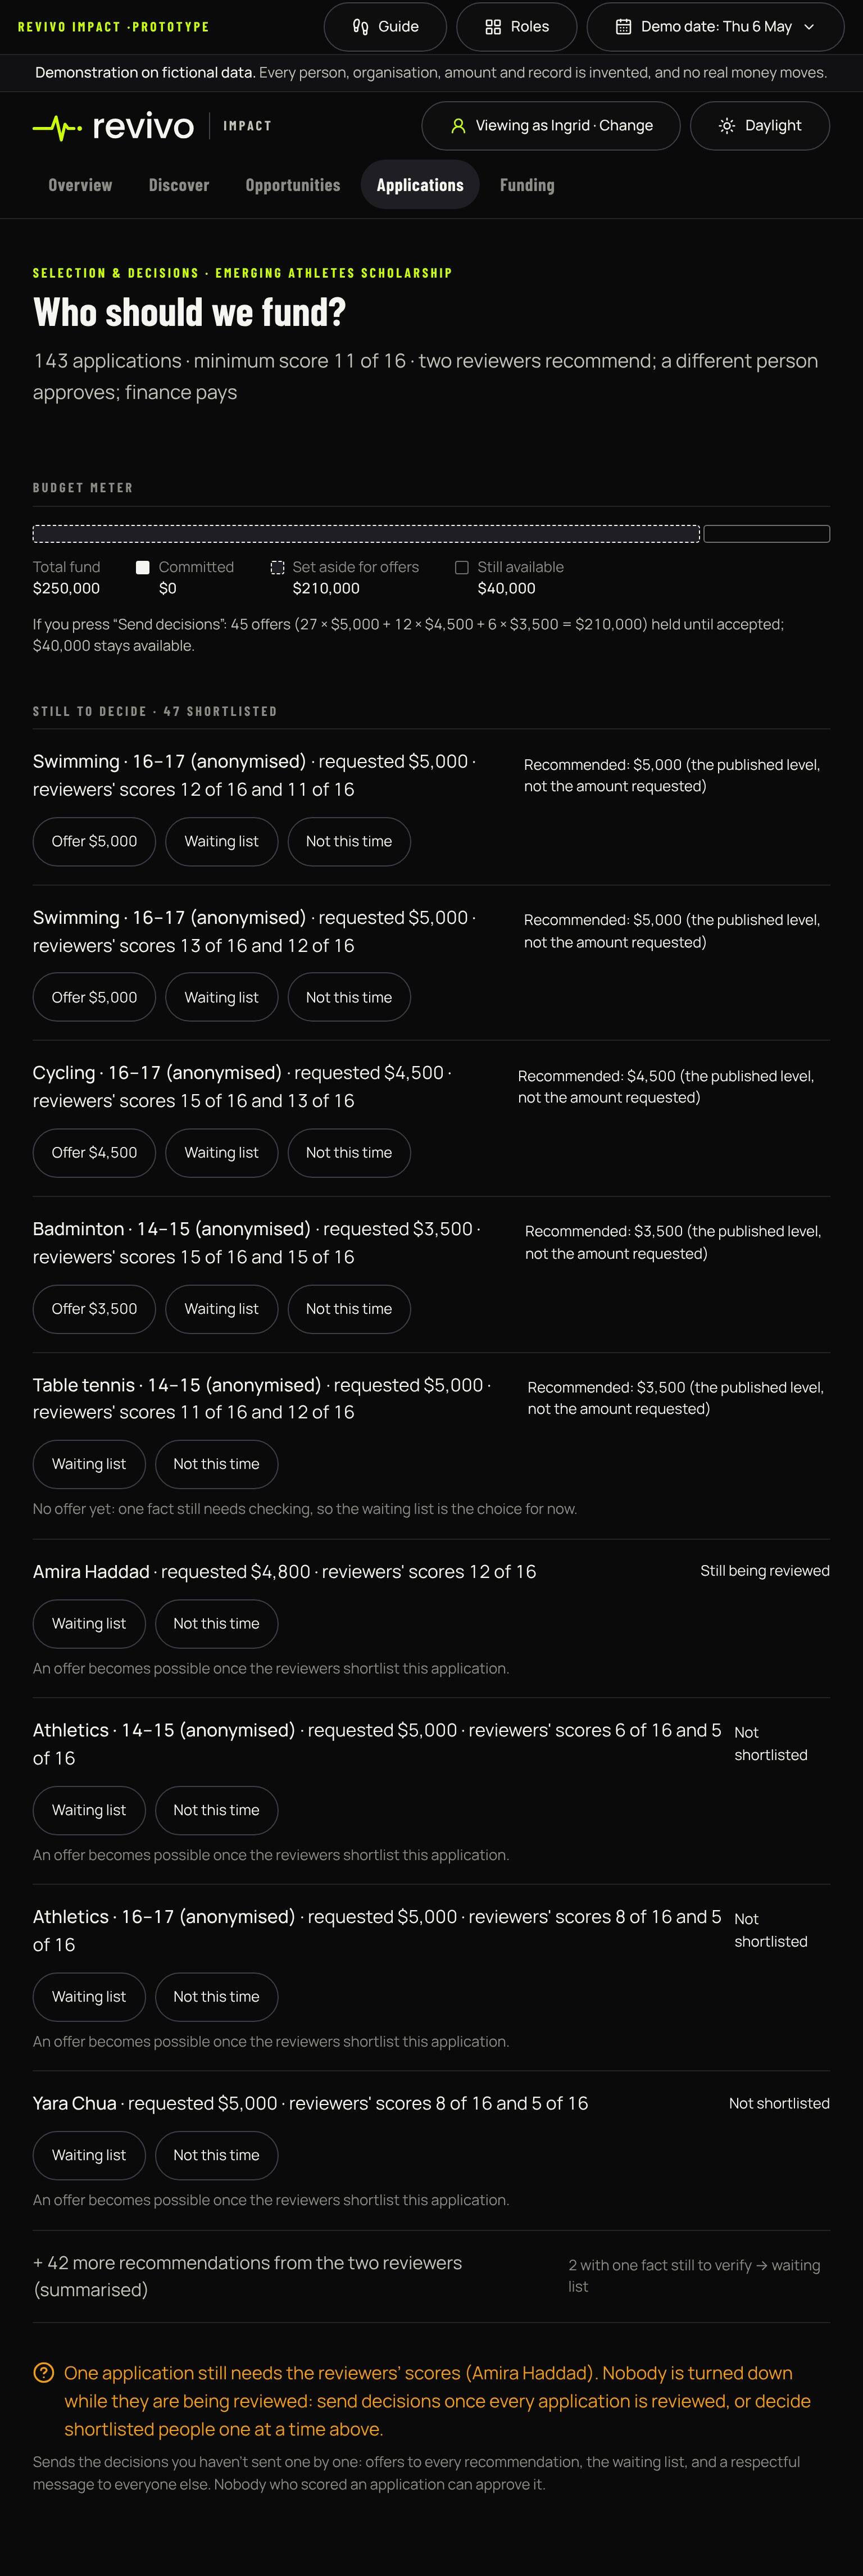 REVIVO IMPACT ·PROTOTYPE
Guide
Roles
Demo date: Thu 6 May
Demonstration on fictional data. Every person, organisation, amount and record is invented, and no real money moves.
revivo
IMPACT
Viewing as Ingrid · Change
Daylight
Overview
Discover
Opportunities
Applications
Funding
SELECTION & DECISIONS · EMERGING ATHLETES SCHOLARSHIP
Who should we fund?
143 applications · minimum score 11 of 16 · two reviewers recommend; a different person
approves; finance pays
BUDGET METER
Total fund
$250,000
Committed
$0
Set aside for offers
$210,000
Still available
$40,000
If you press “Send decisions”: 45 offers (27 × $5,000 + 12 × $4,500 + 6 × $3,500 = $210,000) held until accepted;
$40,000 stays available.
STILL TO DECIDE · 47 SHORTLISTED
Swimming · 16–17 (anonymised) · requested $5,000 ·
reviewers' scores 12 of 16 and 11 of 16
Recommended: $5,000 (the published level,
not the amount requested)
Offer $5,000
Waiting list
Not this time
Swimming · 16–17 (anonymised) · requested $5,000 ·
reviewers' scores 13 of 16 and 12 of 16
Recommended: $5,000 (the published level,
not the amount requested)
Offer $5,000
Waiting list
Not this time
Cycling · 16–17 (anonymised) · requested $4,500 ·
reviewers' scores 15 of 16 and 13 of 16
Recommended: $4,500 (the published level,
not the amount requested)
Offer $4,500
Waiting list
Not this time
Badminton · 14–15 (anonymised) · requested $3,500 ·
reviewers' scores 15 of 16 and 15 of 16
Recommended: $3,500 (the published level,
not the amount requested)
Offer $3,500
Waiting list
Not this time
Table tennis · 14–15 (anonymised) · requested $5,000 ·
reviewers' scores 11 of 16 and 12 of 16
Recommended: $3,500 (the published level,
not the amount requested)
Waiting list
Not this time
No offer yet: one fact still needs checking, so the waiting list is the choice for now.
Amira Haddad · requested $4,800 · reviewers' scores 12 of 16
Still being reviewed
Waiting list
Not this time
An offer becomes possible once the reviewers shortlist this application.
Athletics · 14–15 (anonymised) · requested $5,000 · reviewers' scores 6 of 16 and 5
of 16
Not
shortlisted
Waiting list
Not this time
An offer becomes possible once the reviewers shortlist this application.
Athletics · 16–17 (anonymised) · requested $5,000 · reviewers' scores 8 of 16 and 5
of 16
Not
shortlisted
Waiting list
Not this time
An offer becomes possible once the reviewers shortlist this application.
Yara Chua · requested $5,000 · reviewers' scores 8 of 16 and 5 of 16
Not shortlisted
Waiting list
Not this time
An offer becomes possible once the reviewers shortlist this application.
+ 42 more recommendations from the two reviewers
(summarised)
2 with one fact still to verify → waiting
list
One application still needs the reviewers’ scores (Amira Haddad). Nobody is turned down
while they are being reviewed: send decisions once every application is reviewed, or decide
shortlisted people one at a time above.
Sends the decisions you haven’t sent one by one: offers to every recommendation, the waiting list, and a respectful
message to everyone else. Nobody who scored an application can approve it.